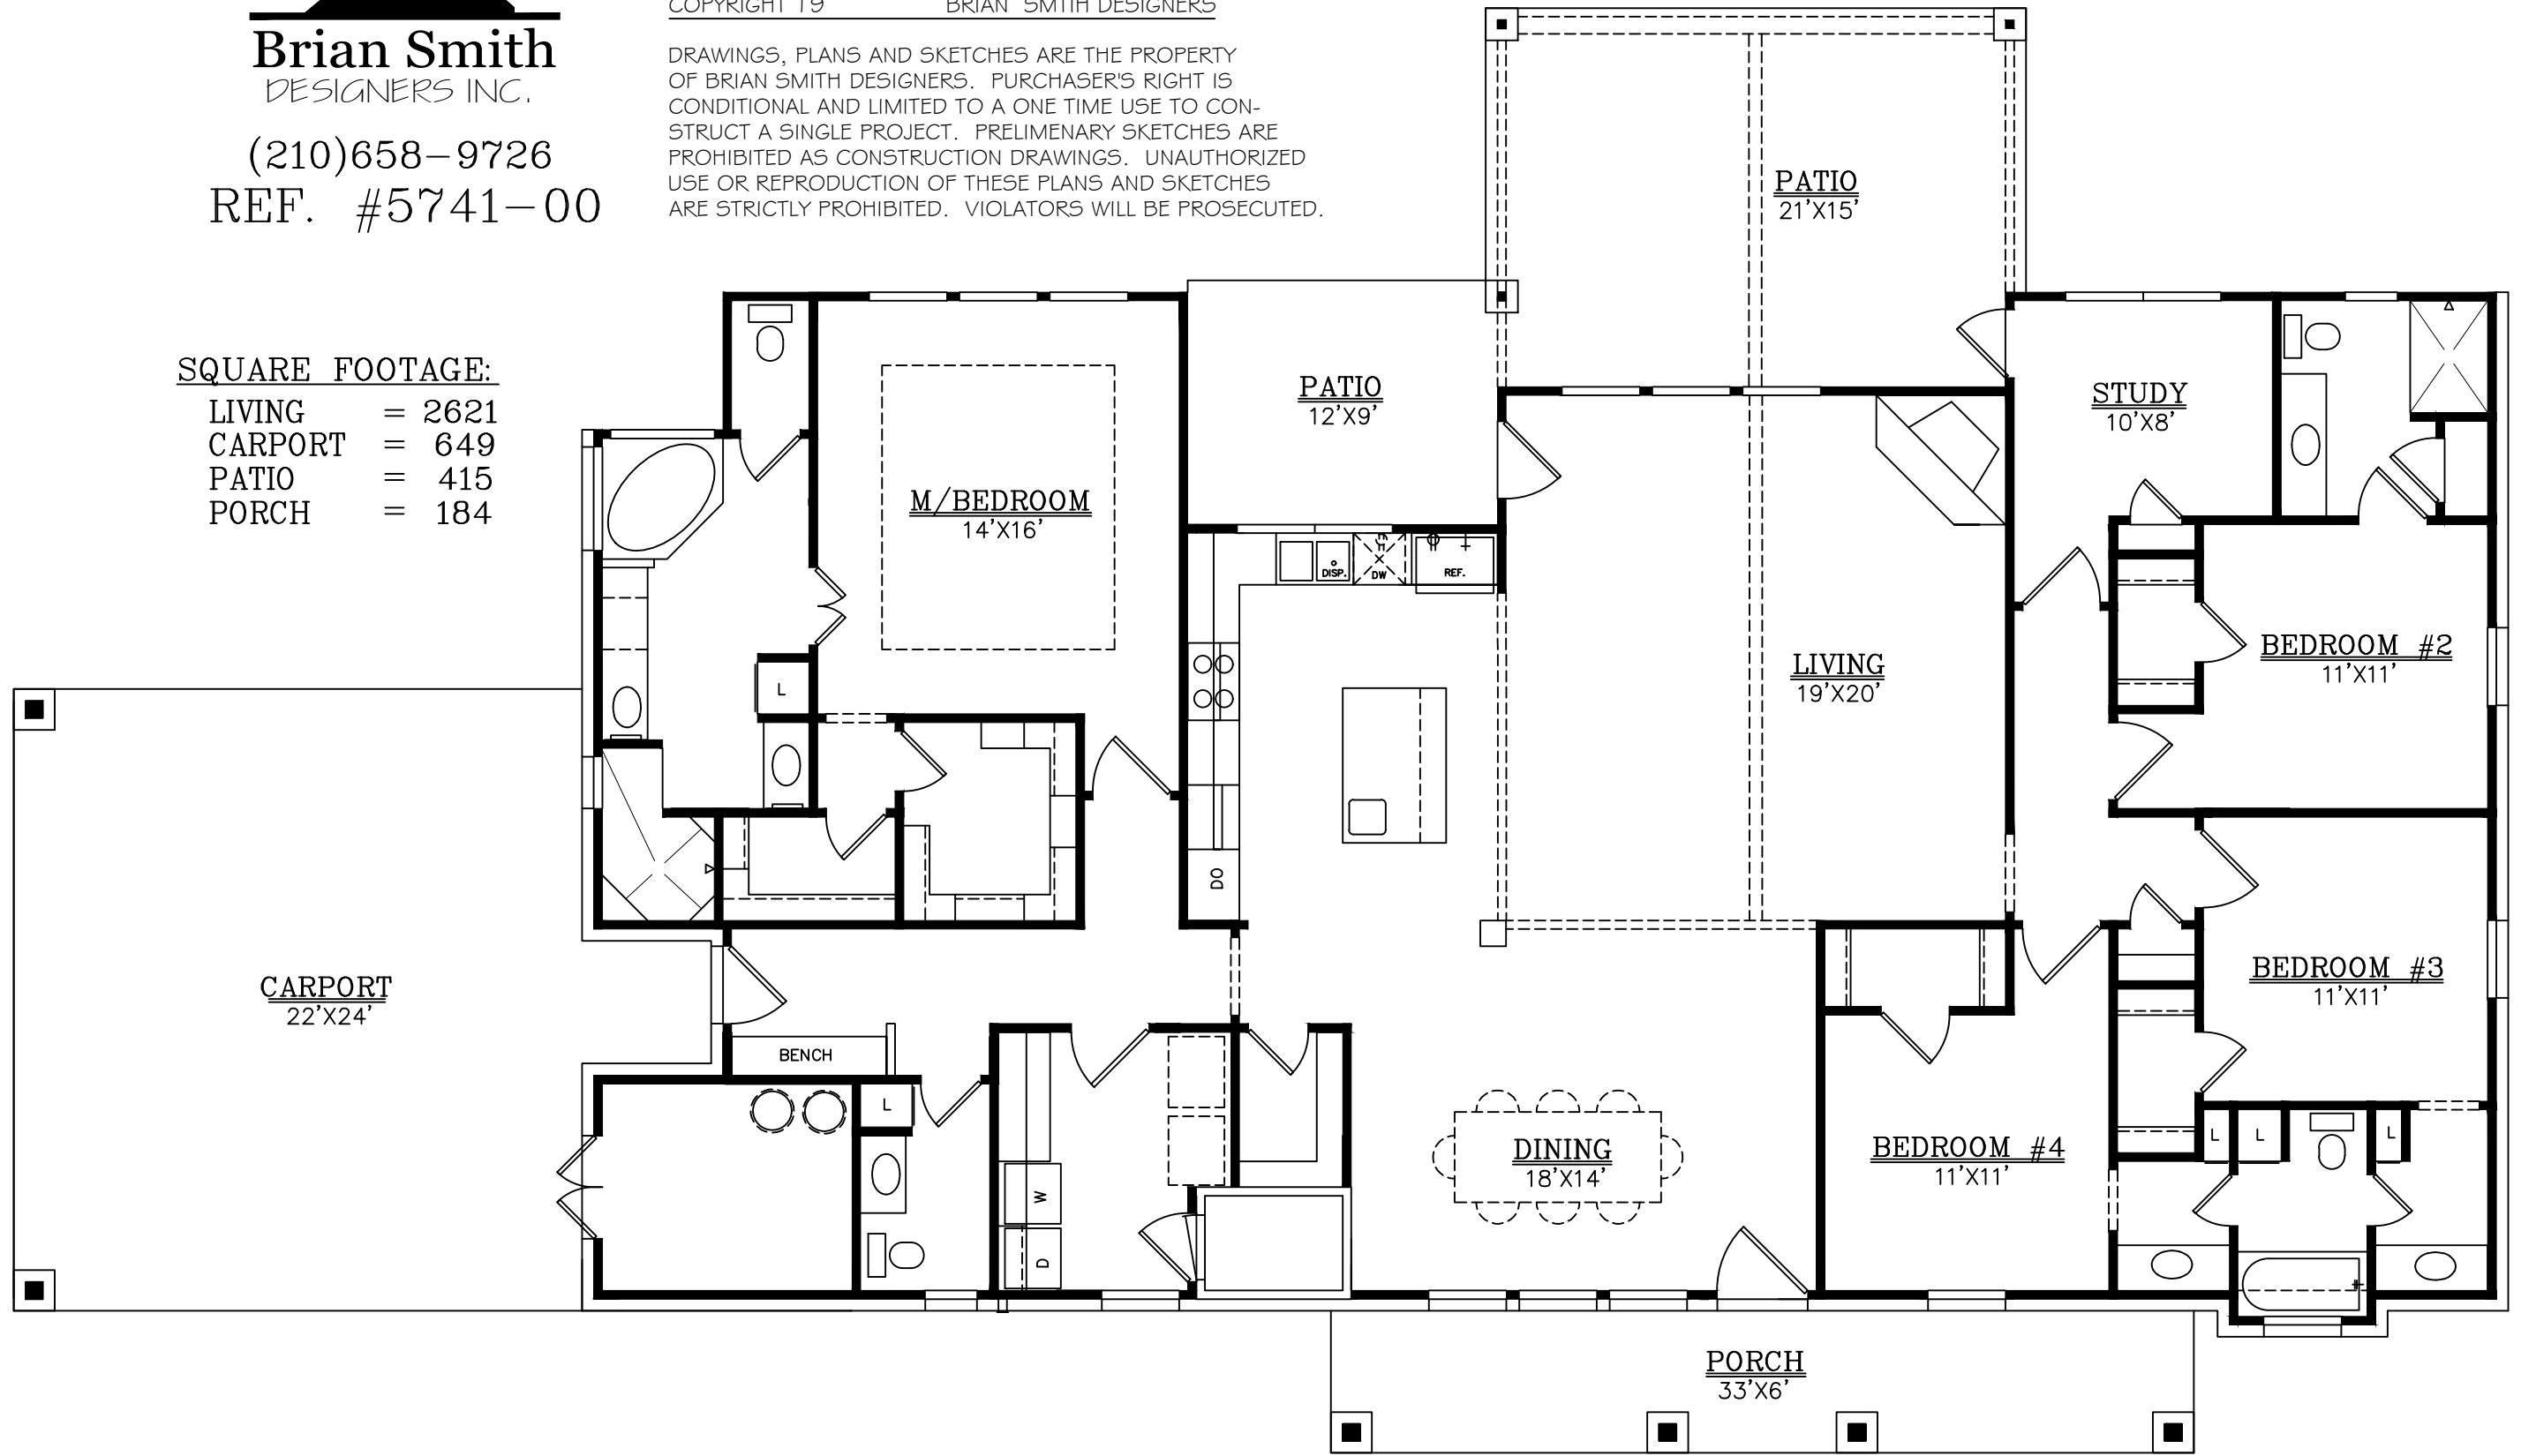 Brian Smith
DESIGNERS INC.
(210)658-9726
REF. #5741-00
COPYRIGHT 19 BRIAN SMITH DESIGNERS
DRAWINGS, PLANS AND SKETCHES ARE THE PROPERTY
OF BRIAN SMITH DESIGNERS. PURCHASER'S RIGHT IS
CONDITIONAL AND LIMITED TO A ONE TIME USE TO CON-
STRUCT A SINGLE PROJECT. PRELIMENARY SKETCHES ARE
PROHIBITED AS CONSTRUCTION DRAWINGS. UNAUTHORIZED
USE OR REPRODUCTION OF THESE PLANS AND SKETCHES
ARE STRICTLY PROHIBITED. VIOLATORS WILL BE PROSECUTED.
SQUARE FOOTAGE:
LIVING = 2621
CARPORT = 649
PATIO = 415
PORCH = 184
PATIO
21'X15'
PATIO
12'X9'
STUDY
10'X8'
M/BEDROOM
14'X16'
DISP.
DW
REF.
LIVING
19'X20'
BEDROOM #2
11'X11'
L
DO
CARPORT
22'X24'
BEDROOM #3
11'X11'
BENCH
L
W
D
DINING
18'X14'
BEDROOM #4
11'X11'
L
L
L
PORCH
33'X6'